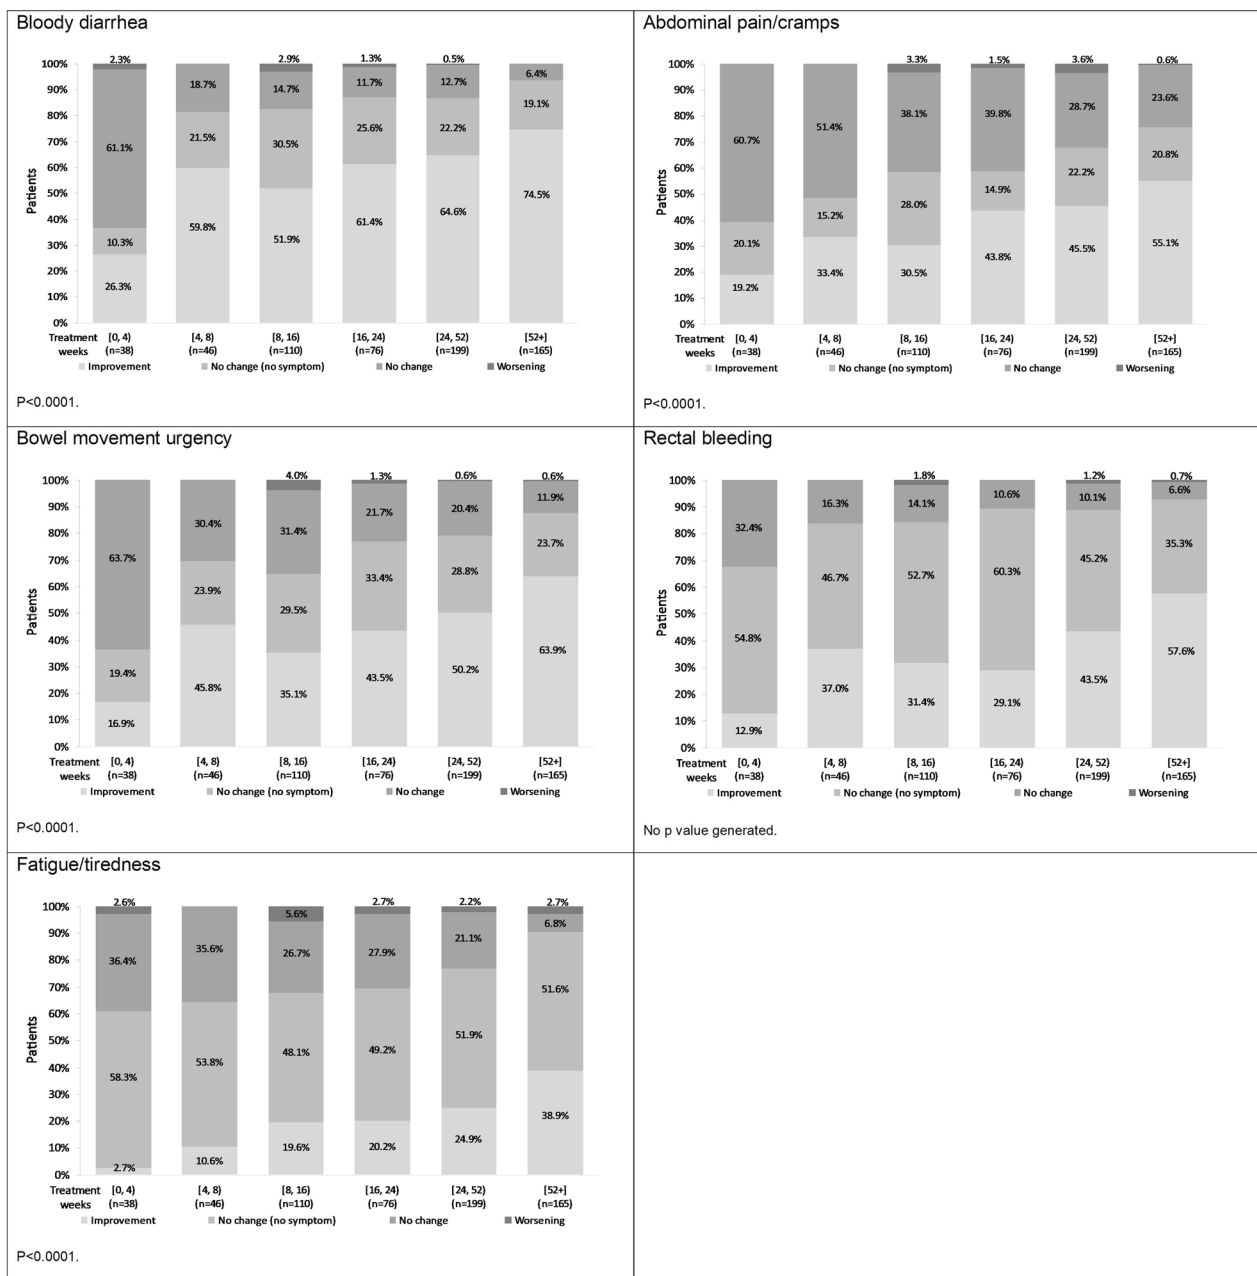 Bloody diarrhea
2.3% 2.9% 1.3% 0.5%
100%
90%
80%
70%
60%
50%
40%
30%
20%
10%
0%
Patients
61.1% 18.7% 14.7% 11.7% 12.7% 6.4%
10.3% 21.5% 30.5% 25.6% 22.2% 19.1%
26.3% 59.8% 51.9% 61.4% 64.6% 74.5%
Treatment [0, 4) [4, 8) [8, 16) [16, 24) [24, 52) [52+]
weeks (n=38) (n=46) (n=110) (n=76) (n=199) (n=165)
Improvement No change (no symptom) No change Worsening
P<0.0001.
Abdominal pain/cramps
3.3% 1.5% 3.6% 0.6%
100%
90%
80%
70%
60%
50%
40%
30%
20%
10%
0%
Patients
60.7% 51.4% 38.1% 39.8% 28.7% 23.6%
20.1% 15.2% 28.0% 14.9% 22.2% 20.8%
19.2% 33.4% 30.5% 43.8% 45.5% 55.1%
Treatment [0, 4) [4, 8) [8, 16) [16, 24) [24, 52) [52+]
weeks (n=38) (n=46) (n=110) (n=76) (n=199) (n=165)
Improvement No change (no symptom) No change Worsening
P<0.0001.
Bowel movement urgency
4.0% 1.3% 0.6% 0.6%
100%
90%
80%
70%
60%
50%
40%
30%
20%
10%
0%
Patients
63.7% 30.4% 31.4% 21.7% 20.4% 11.9%
19.4% 23.9% 29.5% 33.4% 28.8% 23.7%
16.9% 45.8% 35.1% 43.5% 50.2% 63.9%
Treatment [0, 4) [4, 8) [8, 16) [16, 24) [24, 52) [52+]
weeks (n=38) (n=46) (n=110) (n=76) (n=199) (n=165)
Improvement No change (no symptom) No change Worsening
P<0.0001.
Rectal bleeding
1.8% 1.2% 0.7%
100%
90%
80%
70%
60%
50%
40%
30%
20%
10%
0%
Patients
32.4% 16.3% 14.1% 10.6% 10.1% 6.6%
54.8% 46.7% 52.7% 60.3% 45.2% 35.3%
12.9% 37.0% 31.4% 29.1% 43.5% 57.6%
Treatment [0, 4) [4, 8) [8, 16) [16, 24) [24, 52) [52+]
weeks (n=38) (n=46) (n=110) (n=76) (n=199) (n=165)
Improvement No change (no symptom) No change Worsening
No p value generated.
Fatigue/tiredness
2.6% 5.6% 2.7% 2.2% 2.7%
100%
90%
80%
70%
60%
50%
40%
30%
20%
10%
0%
Patients
36.4% 35.6% 26.7% 27.9% 21.1% 6.8%
58.3% 53.8% 48.1% 49.2% 51.9% 51.6%
2.7% 10.6% 19.6% 20.2% 24.9% 38.9%
Treatment [0, 4) [4, 8) [8, 16) [16, 24) [24, 52) [52+]
weeks (n=38) (n=46) (n=110) (n=76) (n=199) (n=165)
Improvement No change (no symptom) No change Worsening
P<0.0001.